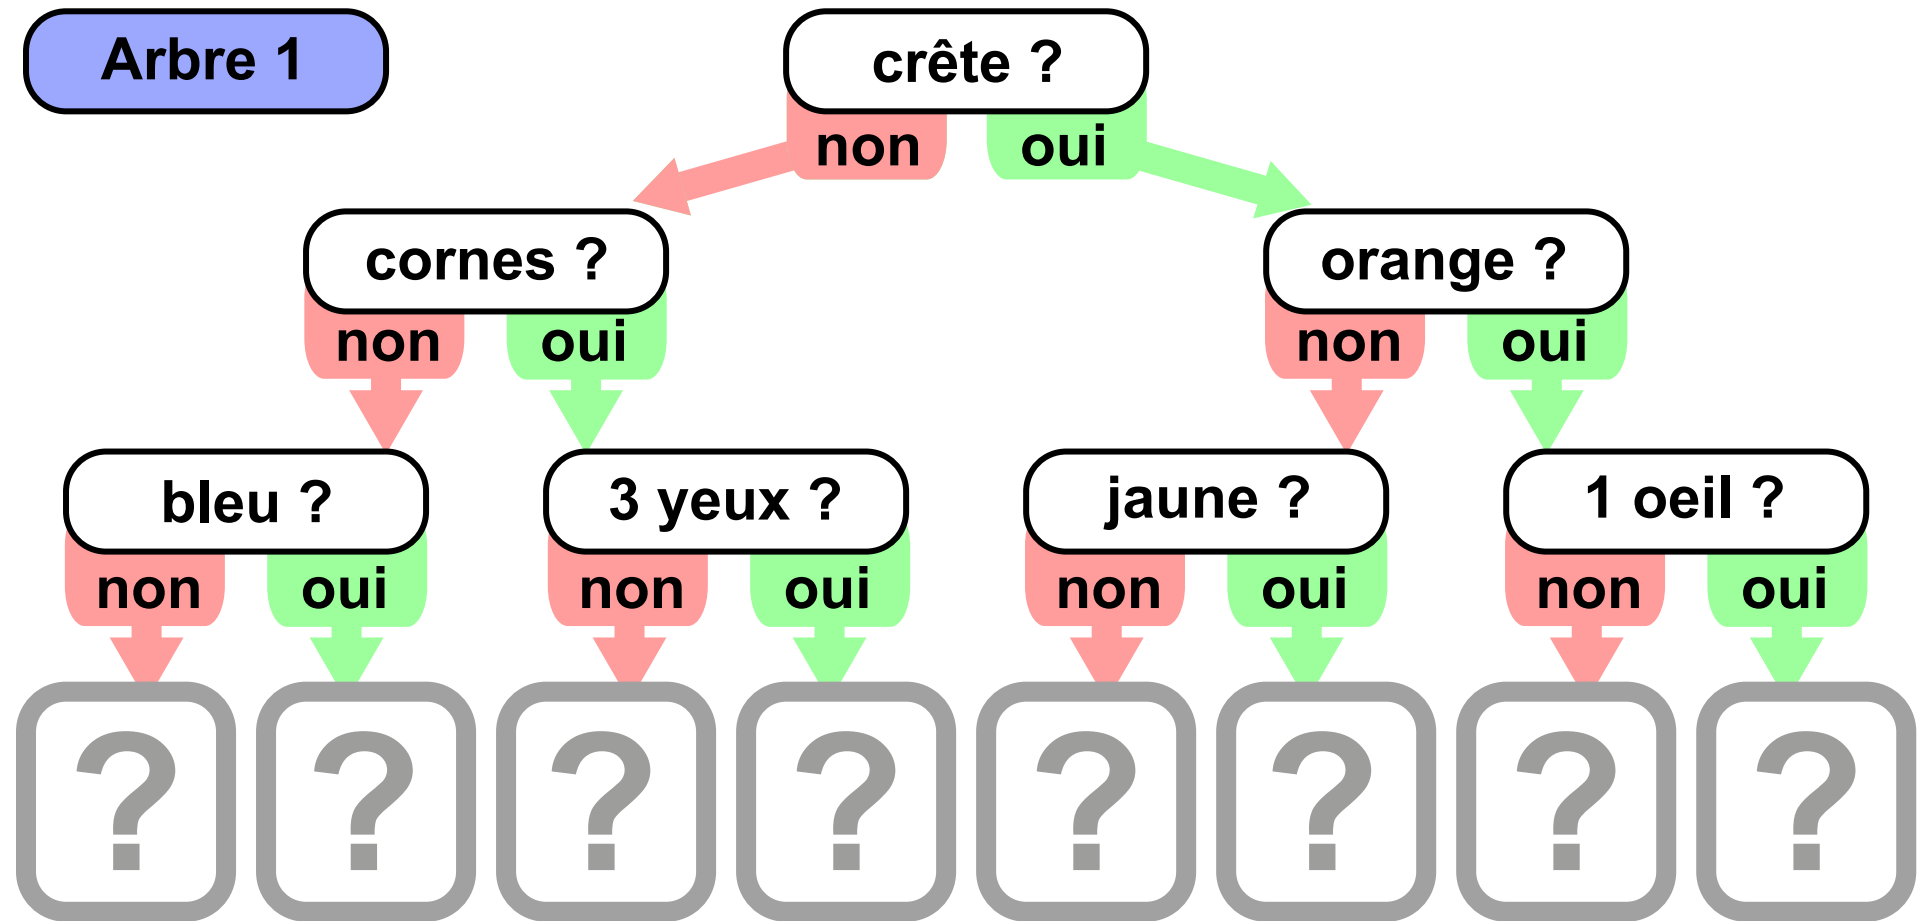 Arbre 1
crête ?
non oui
cornes ?
orange ?
non oui
non oui
bleu ?
3 yeux ?
jaune ?
1 oeil ?
non oui
non oui
non oui
non oui
? ? ? ? ? ? ? ?